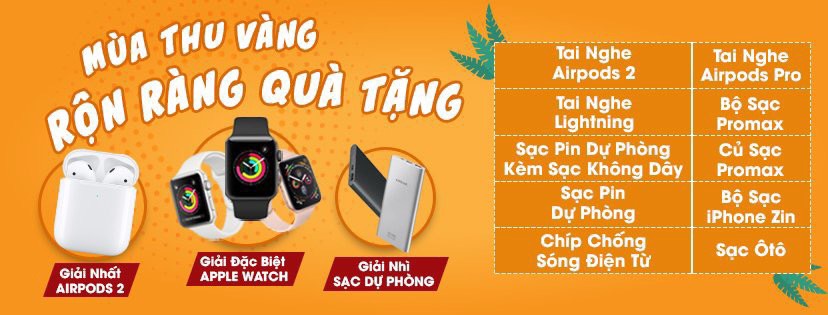 MÙA THU VÀNG
RỘN RÀNG QUÀ TẶNG
Giải Nhất
AIRPODS 2
Giải Đặc Biệt
APPLE WATCH
Giải Nhì
SẠC DỰ PHÒNG
Tai Nghe
Airpods 2
Tai Nghe
Airpods Pro
Tai Nghe
Lightning
Bộ Sạc
Promax
Sạc Pin Dự Phòng
Kèm Sạc Không Dây
Củ Sạc
Promax
Sạc Pin
Dự Phòng
Bộ Sạc
iPhone Zin
Chíp Chống
Sóng Điện Từ
Sạc Ôtô